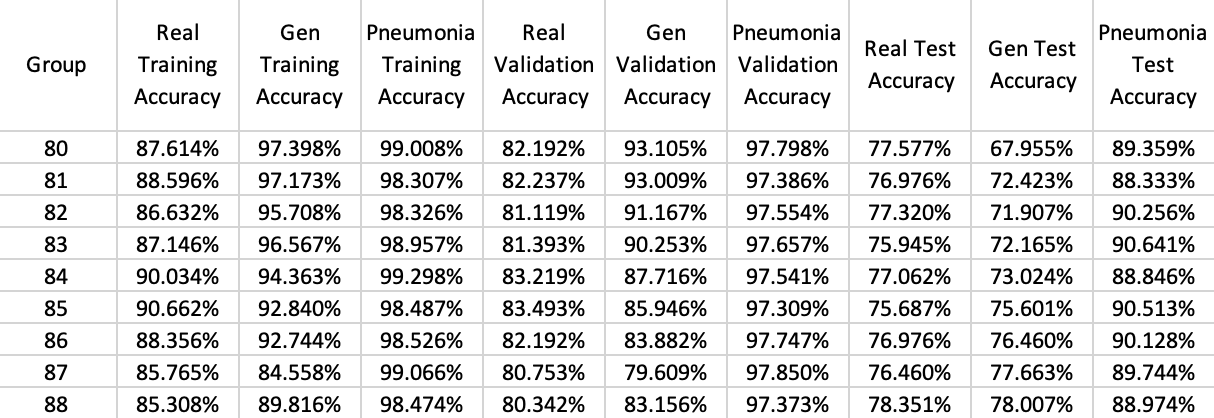 Group Real Training Accuracy Gen Training Accuracy Pneumonia Training Accuracy Real Validation Accuracy Gen Validation Accuracy Pneumonia Validation Accuracy Real Test Accuracy Gen Test Accuracy Pneumonia Test Accuracy
80 87.614% 97.398% 99.008% 82.192% 93.105% 97.798% 77.577% 67.955% 89.359%
81 88.596% 97.173% 98.307% 82.237% 93.009% 97.386% 76.976% 72.423% 88.333%
82 86.632% 95.708% 98.326% 81.119% 91.167% 97.554% 77.320% 71.907% 90.256%
83 87.146% 96.567% 98.957% 81.393% 90.253% 97.657% 75.945% 72.165% 90.641%
84 90.034% 94.363% 99.298% 83.219% 87.716% 97.541% 77.062% 73.024% 88.846%
85 90.662% 92.840% 98.487% 83.493% 85.946% 97.309% 75.687% 75.601% 90.513%
86 88.356% 92.744% 98.526% 82.192% 83.882% 97.747% 76.976% 76.460% 90.128%
87 85.765% 84.558% 99.066% 80.753% 79.609% 97.850% 76.460% 77.663% 89.744%
88 85.308% 89.816% 98.474% 80.342% 83.156% 97.373% 78.351% 78.007% 88.974%